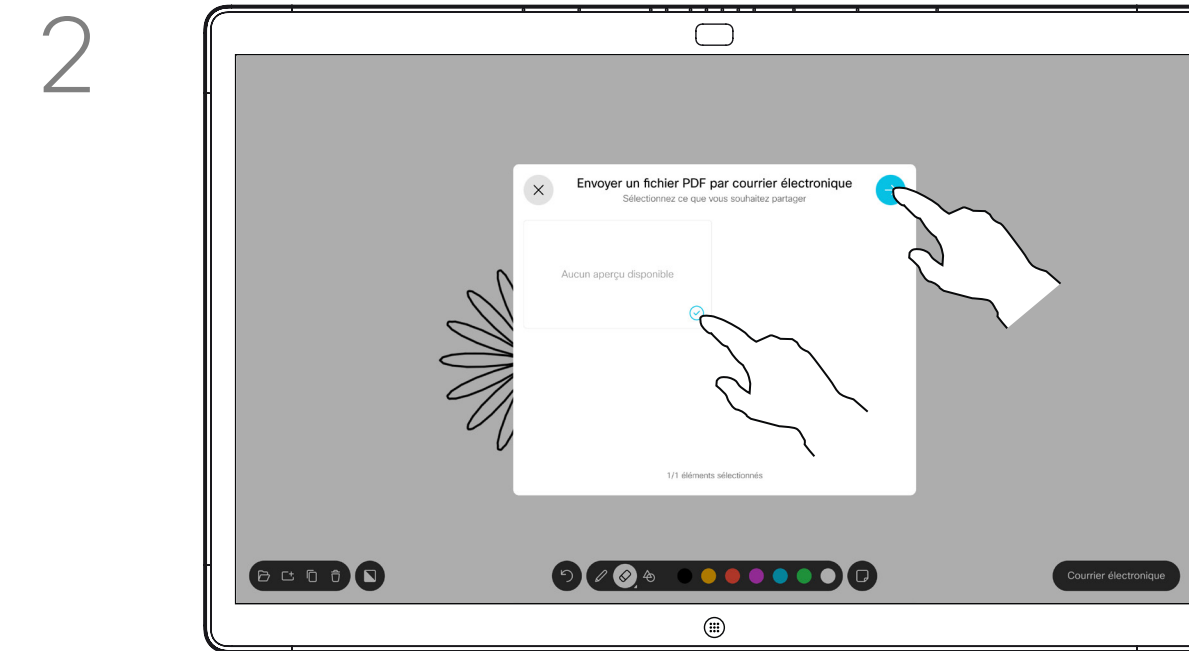 2
Envoyer un fichier PDF par courrier électronique
Sélectionnez ce que vous souhaitez partager
Aucun aperçu disponible
1/1 éléments sélectionnés
Courrier électronique